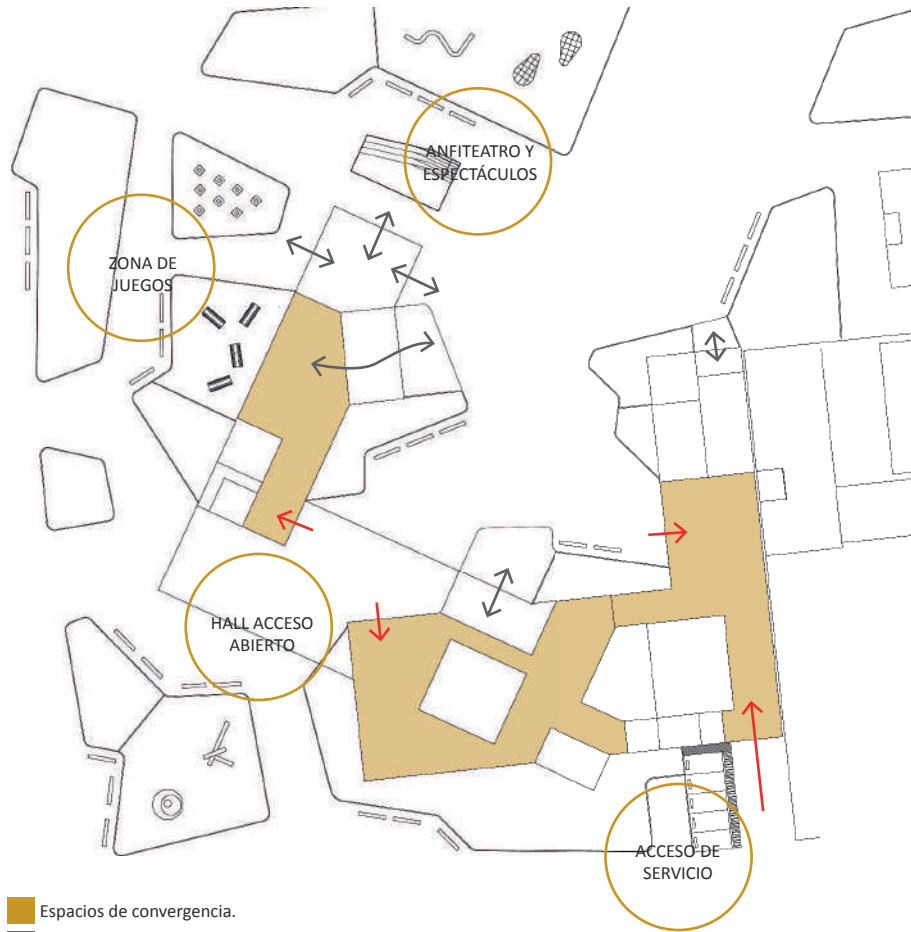 ANFITEATRO Y
ESPECTÁCULOS
ZONA DE
JUEGOS
HALL ACCESO
ABIERTO
ACCESO DE
SERVICIO
Espacios de convergencia.